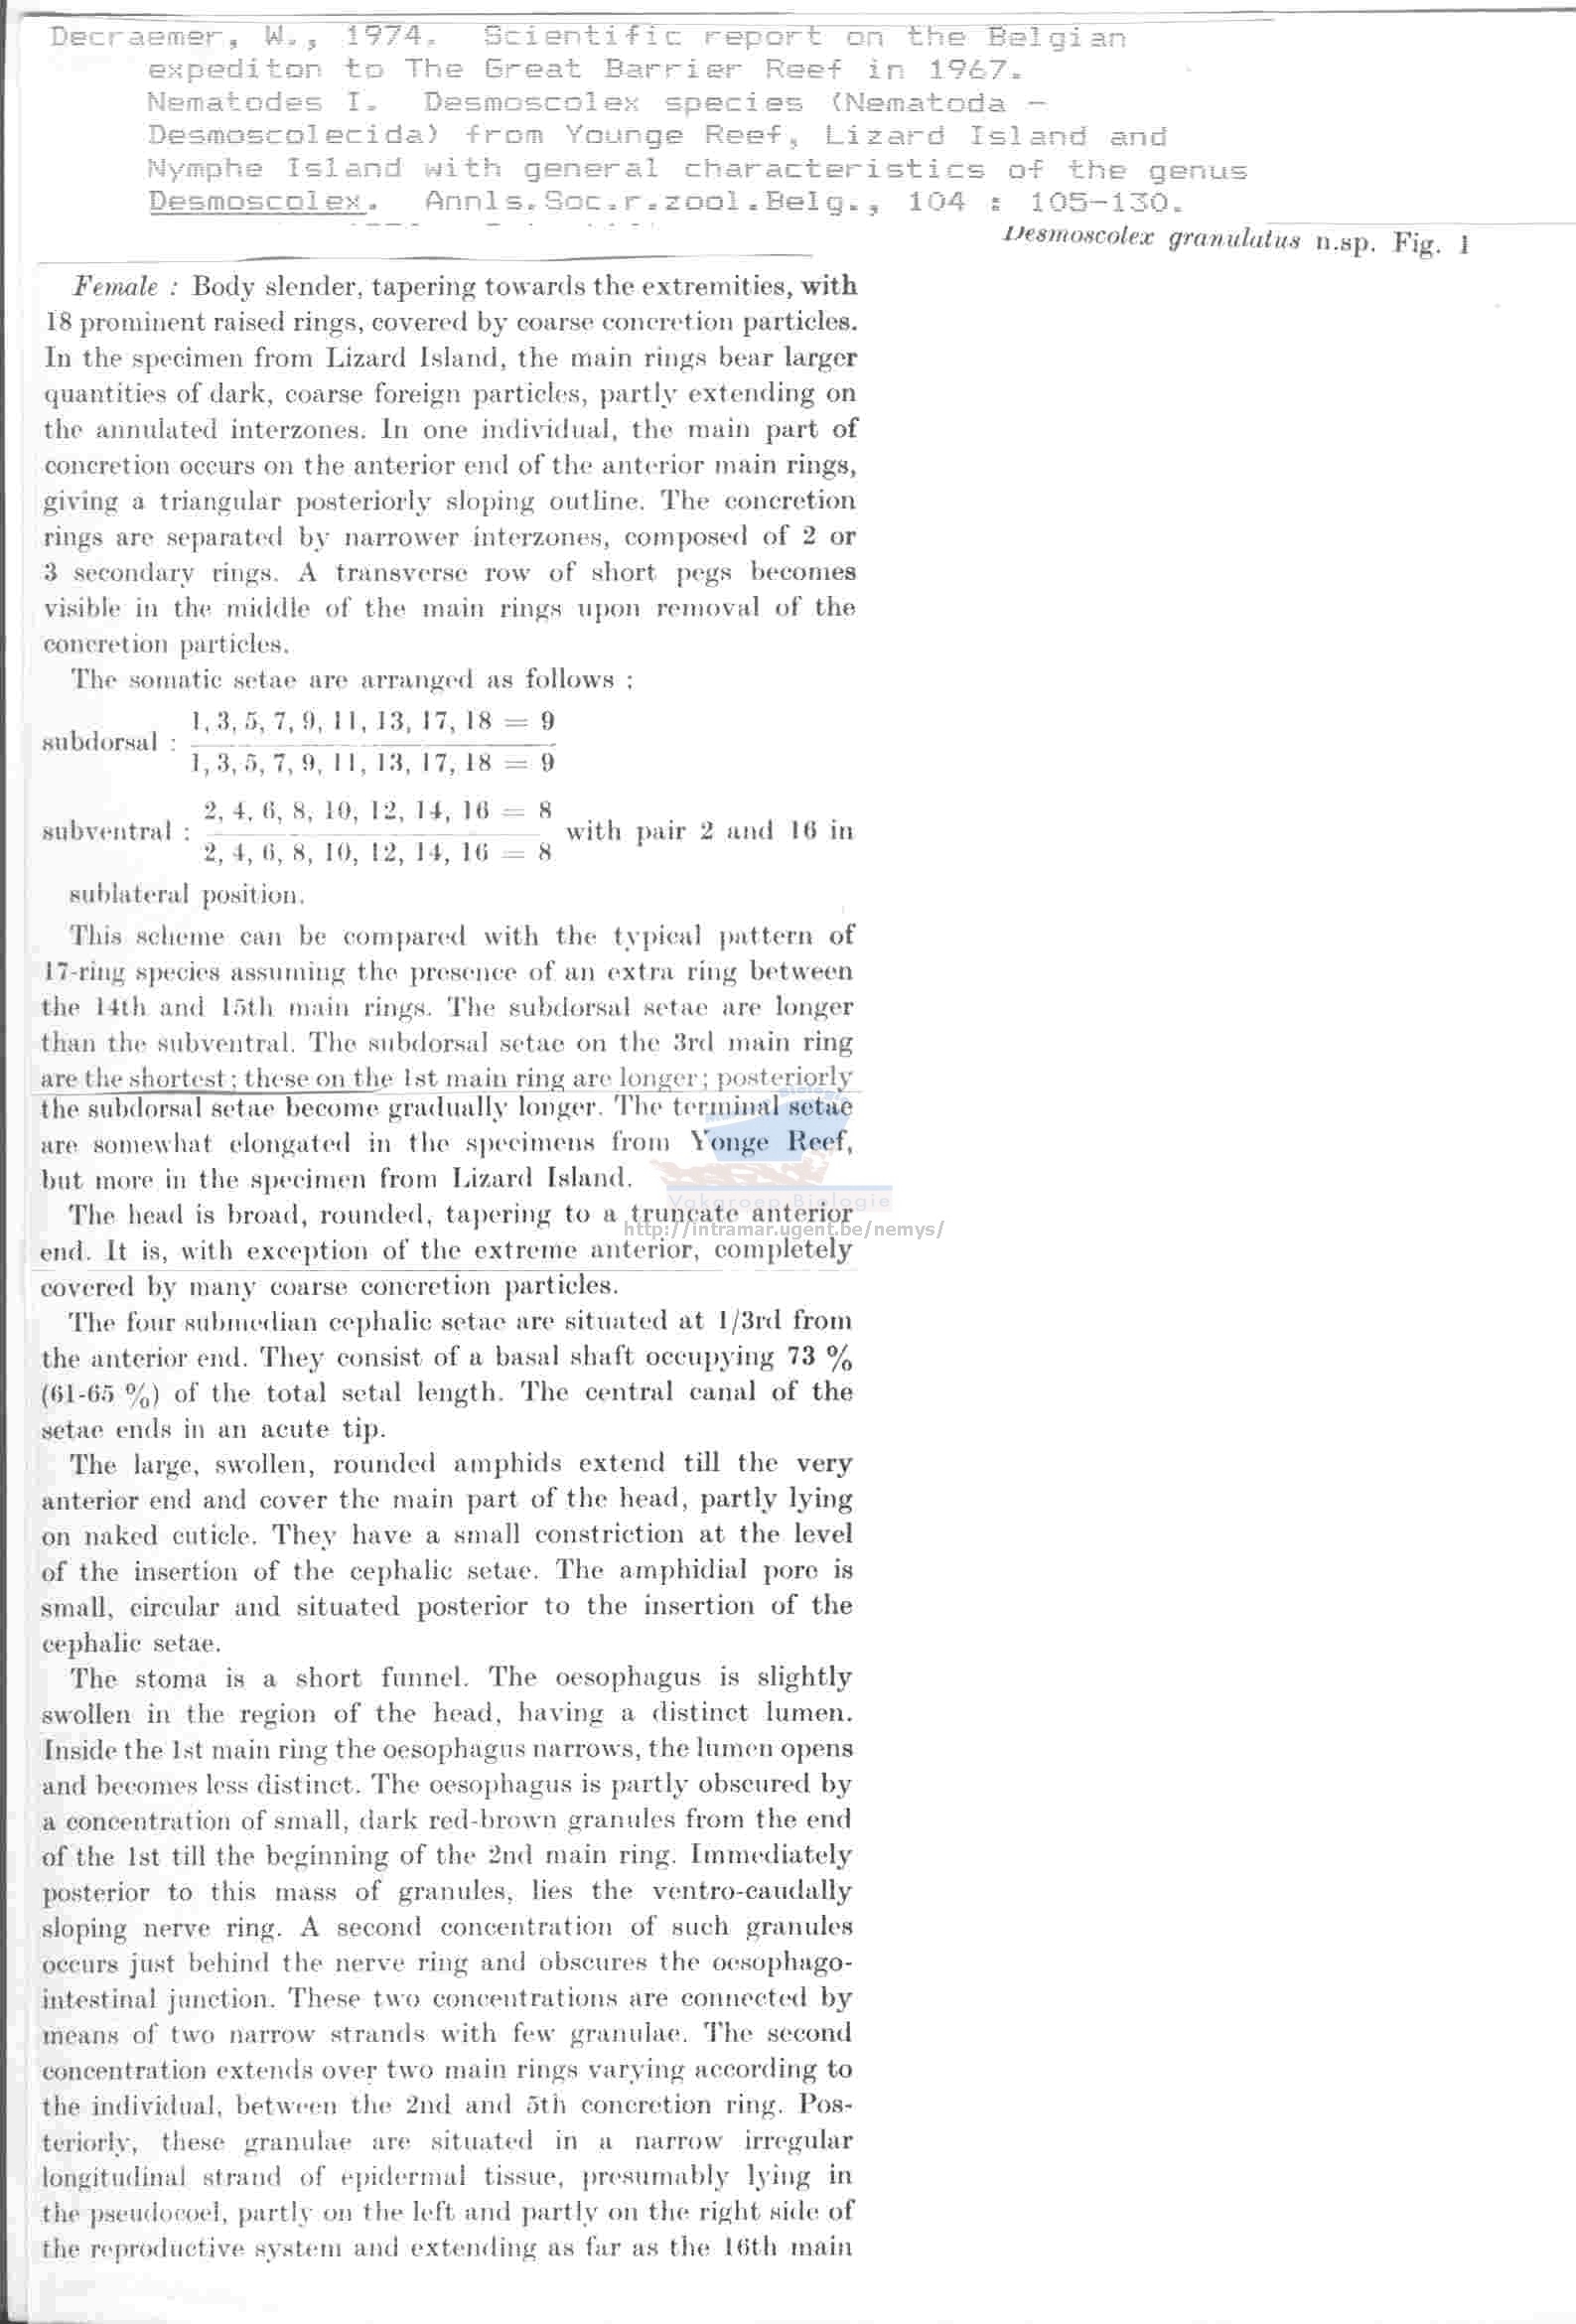 Decraemer, W., 1974. Scientific report on the Belgian
expediton to The Great Barrier Reef in 1967.
Nematodes I. Desmoscolex species (Nematoda -
Desmoscolecida) from Younge Reef, Lizard Island and
Nymphe Island with general characteristics of the genus
Desmoscolex. Annls.Soc.r.zool.Belg., 104 : 105-130.
Desmoscolex granulatus n.sp. Fig. 1
Female : Body slender, tapering towards the extremities, with
18 prominent raised rings, covered by coarse concretion particles.
In the specimen from Lizard Island, the main rings bear larger
quantities of dark, coarse foreign particles, partly extending on
the annulated interzones. In one individual, the main part of
concretion occurs on the anterior end of the anterior main rings,
giving a triangular posteriorly sloping outline. The concretion
rings are separated by narrower interzones, composed of 2 or
3 secondary rings. A transverse row of short pegs becomes
visible in the middle of the main rings upon removal of the
concretion particles.
The somatic setae are arranged as follows :
1, 3, 5, 7, 9, 11, 13, 17, 18 = 9
subdorsal :
1, 3, 5, 7, 9, 11, 13, 17, 18 = 9
2, 4, 6, 8, 10, 12, 14, 16 = 8
subventral : with pair 2 and 16 in
2, 4, 6, 8, 10, 12, 14, 16 = 8
sublateral position.
This scheme can be compared with the typical pattern of
17-ring species assuming the presence of an extra ring between
the 14th and 15th main rings. The subdorsal setae are longer
than the subventral. The subdorsal setae on the 3rd main ring
are the shortest ; these on the 1st main ring are longer ; posteriorly
the subdorsal setae become gradually longer. The terminal setae
are somewhat elongated in the specimens from Yonge Reef,
but more in the specimen from Lizard Island.
Vakgroep Biologie
The head is broad, rounded, tapering to a truncate anterior
http://intramar.ugent.be/nemys/
end. It is, with exception of the extreme anterior, completely
covered by many coarse concretion particles.
The four submedian cephalic setae are situated at 1/3rd from
the anterior end. They consist of a basal shaft occupying 73 %
(61-65 %) of the total setal length. The central canal of the
setae ends in an acute tip.
The large, swollen, rounded amphids extend till the very
anterior end and cover the main part of the head, partly lying
on naked cuticle. They have a small constriction at the level
of the insertion of the cephalic setae. The amphidial pore is
small, circular and situated posterior to the insertion of the
cephalic setae.
The stoma is a short funnel. The oesophagus is slightly
swollen in the region of the head, having a distinct lumen.
Inside the 1st main ring the oesophagus narrows, the lumen opens
and becomes less distinct. The oesophagus is partly obscured by
a concentration of small, dark red-brown granules from the end
of the 1st till the beginning of the 2nd main ring. Immediately
posterior to this mass of granules, lies the ventro-caudally
sloping nerve ring. A second concentration of such granules
occurs just behind the nerve ring and obscures the oesophago-
intestinal junction. These two concentrations are connected by
means of two narrow strands with few granulae. The second
concentration extends over two main rings varying according to
the individual, between the 2nd and 5th concretion ring. Pos-
teriorly, these granulae are situated in a narrow irregular
longitudinal strand of epidermal tissue, presumably lying in
the pseudocoel, partly on the left and partly on the right side of
the reproductive system and extending as far as the 16th main